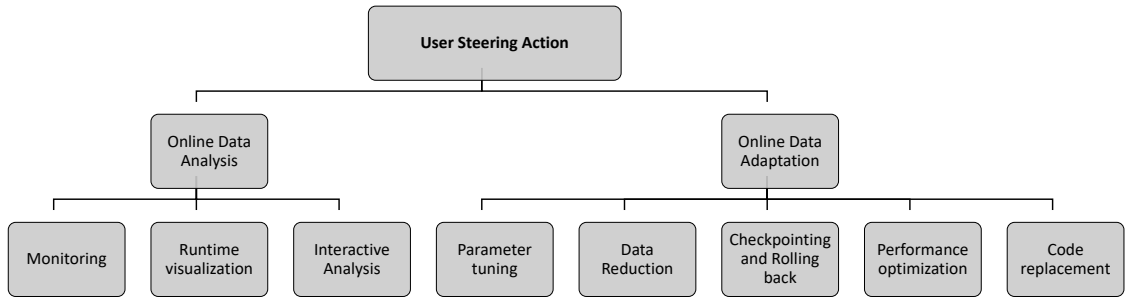 User Steering Action
Online Data
Analysis
Online Data
Adaptation
Monitoring
Runtime
visualization
Interactive
Analysis
Parameter
tuning
Data
Reduction
Checkpointing
and Rolling
back
Performance
optimization
Code
replacement